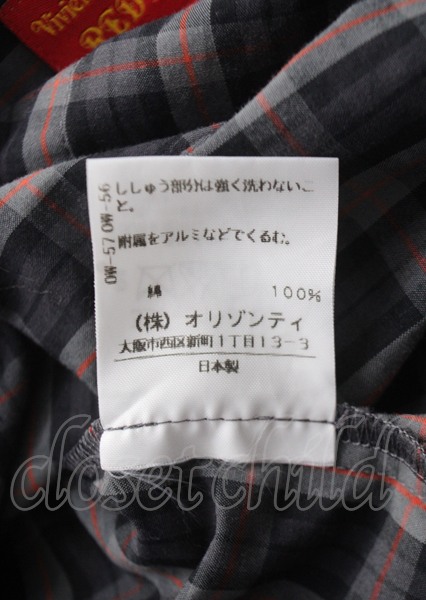 Vivien
RED
OW-57 OW-56
ししゅう部分は強く洗わないこ
と。
附属をアルミなどでくるむ。
綿 100%
(株) オリゾンティ
大阪市西区新町1丁目13-3
日本製
closet child